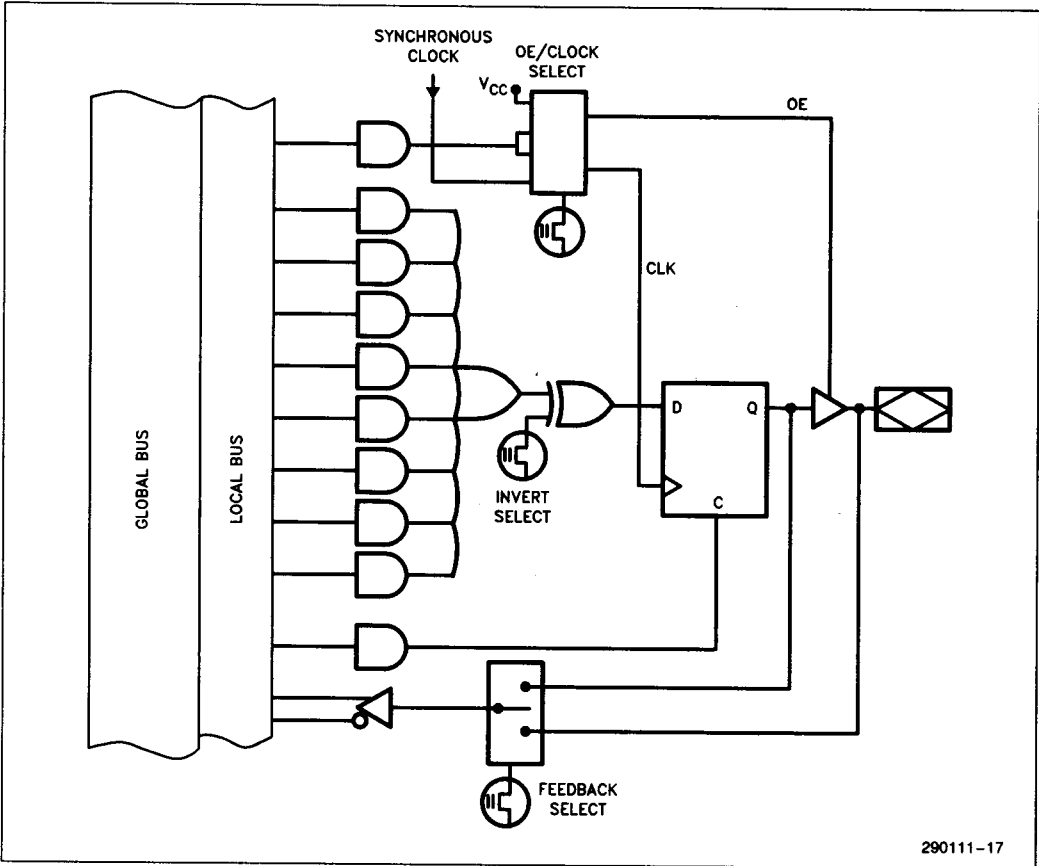 SYNCHRONOUS
CLOCK
OE/CLOCK
SELECT
VCC
OE
CLK
GLOBAL BUS
LOCAL BUS
D
Q
C
INVERT
SELECT
FEEDBACK
SELECT
290111-17